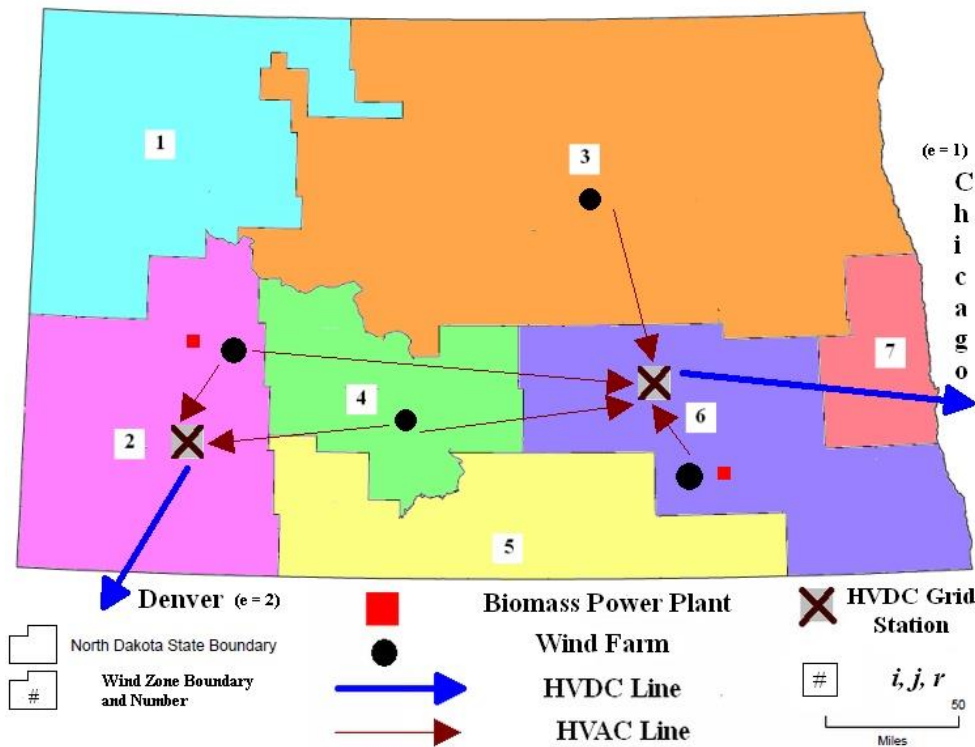 1
3
(e = 1)
Chicago
7
4
6
2
5
Denver (e = 2)
North Dakota State Boundary
#
Wind Zone Boundary
and Number
Biomass Power Plant
Wind Farm
HVDC Line
HVAC Line
HVDC Grid
Station
#
i, j, r
50
Miles